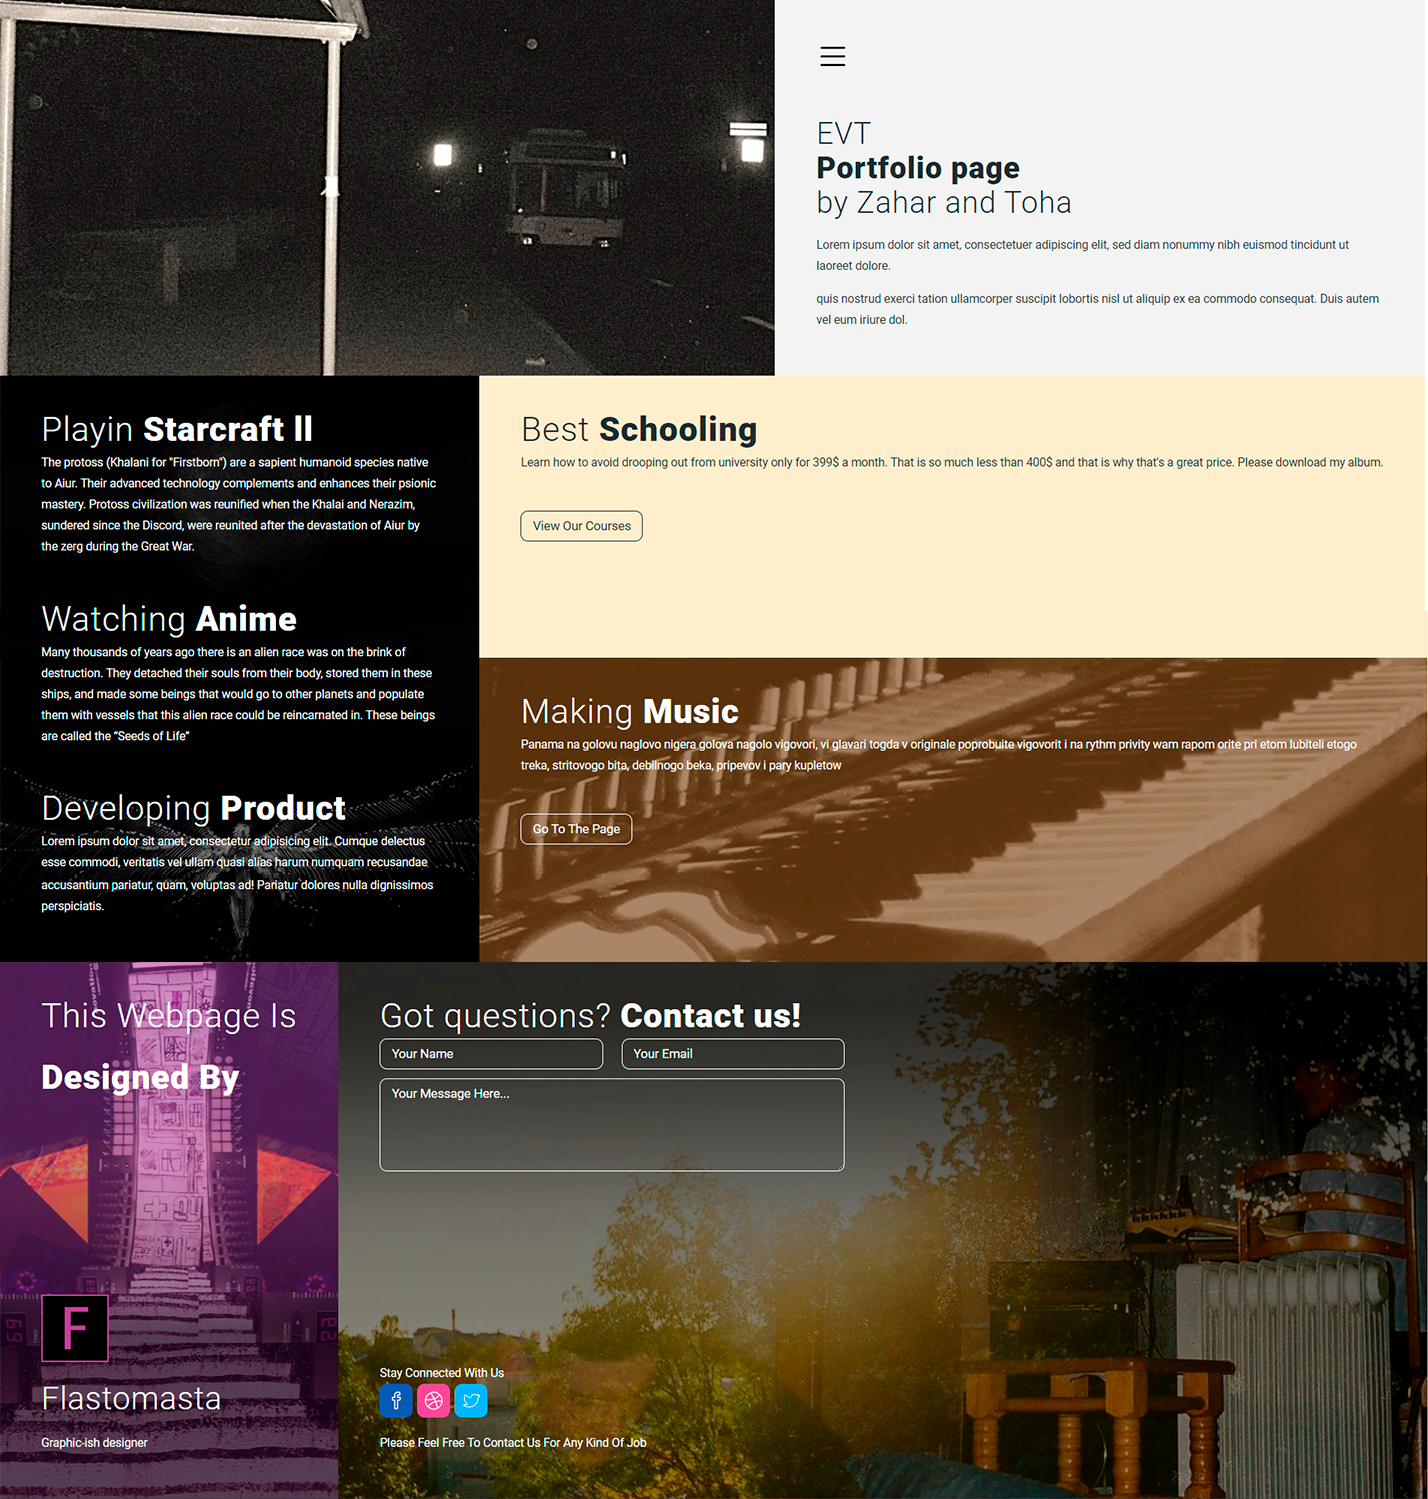 EVT
Portfolio page
by Zahar and Toha
Lorem ipsum dolor sit amet, consectetuer adipiscing elit, sed diam nonummy nibh euismod tincidunt ut
laoreet dolore.
quis nostrud exerci tation ullamcorper suscipit lobortis nisl ut aliquip ex ea commodo consequat. Duis autem
vel eum iriure dol.
Playin Starcraft ll
The protoss (Khalani for "Firstborn") are a sapient humanoid species native
to Aiur. Their advanced technology complements and enhances their psionic
mastery. Protoss civilization was reunified when the Khalai and Nerazim,
sundered since the Discord, were reunited after the devastation of Aiur by
the zerg during the Great War.
Watching Anime
Many thousands of years ago there is an alien race was on the brink of
destruction. They detached their souls from their body, stored them in these
ships, and made some beings that would go to other planets and populate
them with vessels that this alien race could be reincarnated in. These beings
are called the “Seeds of Life”
Developing Product
Lorem ipsum dolor sit amet, consectetur adipisicing elit. Cumque delectus
esse commodi, veritatis vel ullam quasi alias harum numquam recusandae
accusantium pariatur, quam, voluptas ad! Pariatur dolores nulla dignissimos
perspiciatis.
Best Schooling
Learn how to avoid drooping out from university only for 399$ a month. That is so much less than 400$ and that is why that's a great price. Please download my album.
View Our Courses
Making Music
Panama na golovu naglovo nigera golova nagolo vigovori, vi glavari togda v originale poprobuite vigovorit i na rythm privity wam rapom orite pri etom lubiteli etogo
treka, stritovogo bita, debilnogo beka, pripevov i pary kupletow
Go To The Page
This Webpage Is
Designed By
F
Flastomasta
Graphic-ish designer
Got questions? Contact us!
Your Name
Your Email
Your Message Here...
Stay Connected With Us
Please Feel Free To Contact Us For Any Kind Of Job